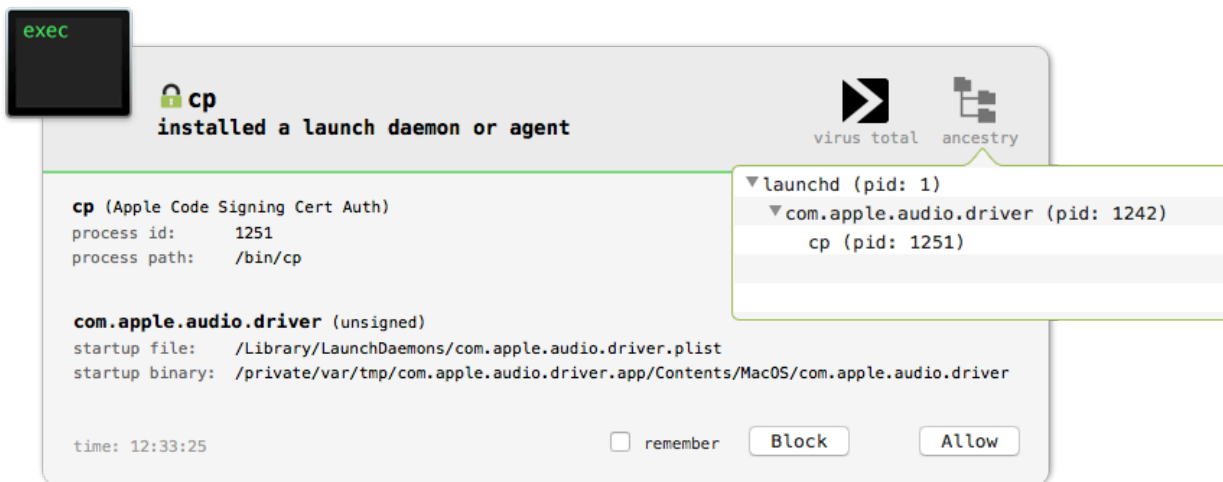 exec
cp
installed a launch daemon or agent
virus total
ancestry
launchd (pid: 1)
com.apple.audio.driver (pid: 1242)
cp (pid: 1251)
cp (Apple Code Signing Cert Auth)
process id: 1251
process path: /bin/cp
com.apple.audio.driver (unsigned)
startup file: /Library/LaunchDaemons/com.apple.audio.driver.plist
startup binary: /private/var/tmp/com.apple.audio.driver.app/Contents/MacOS/com.apple.audio.driver
time: 12:33:25
remember
Block
Allow